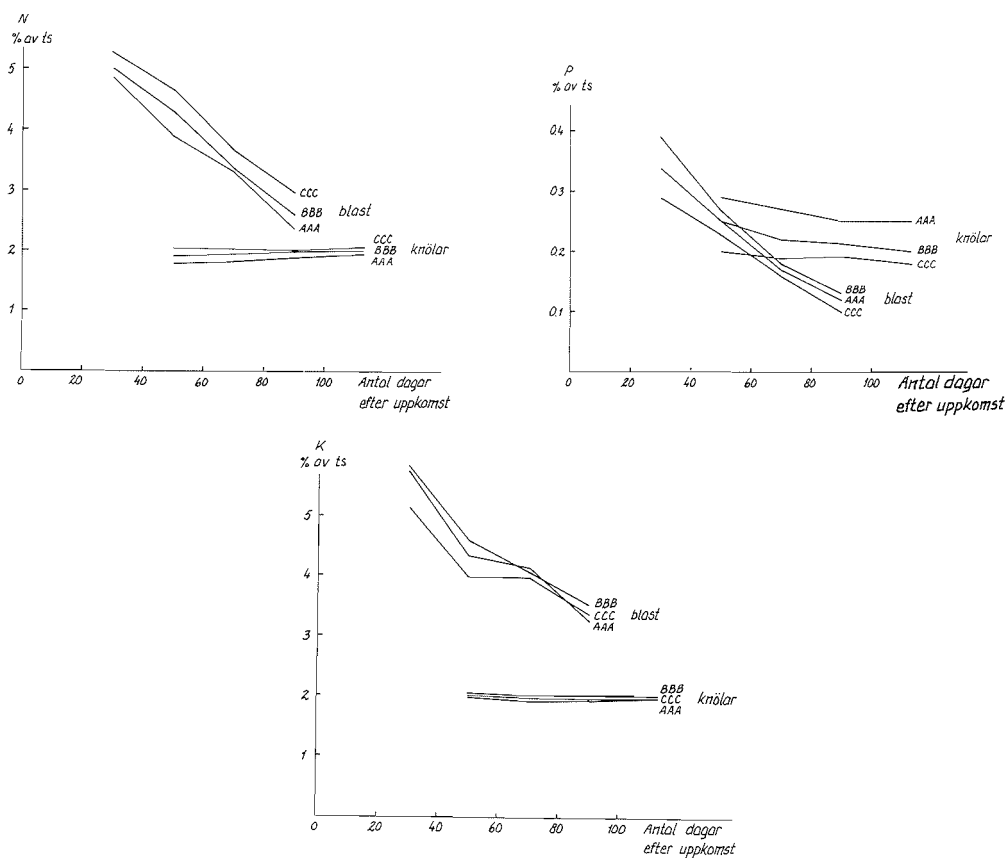 N
% av ts
5
4
3
2
1
CCC
BBB blast
AAA
CCC
BBB knölar
AAA
0 20 40 60 80 100 Antal dagar
efter uppkomst
P
% av ts
0.4
0.3
0.2
0.1
AAA
knölar
BBB
CCC
BBB
AAA blast
CCC
0 20 40 60 80 100 Antal dagar
efter uppkomst
K
% av ts
5
4
3
2
1
BBB
CCC blast
AAA
BBB
CCC knölar
AAA
0 20 40 60 80 100 Antal dagar
efter uppkomst